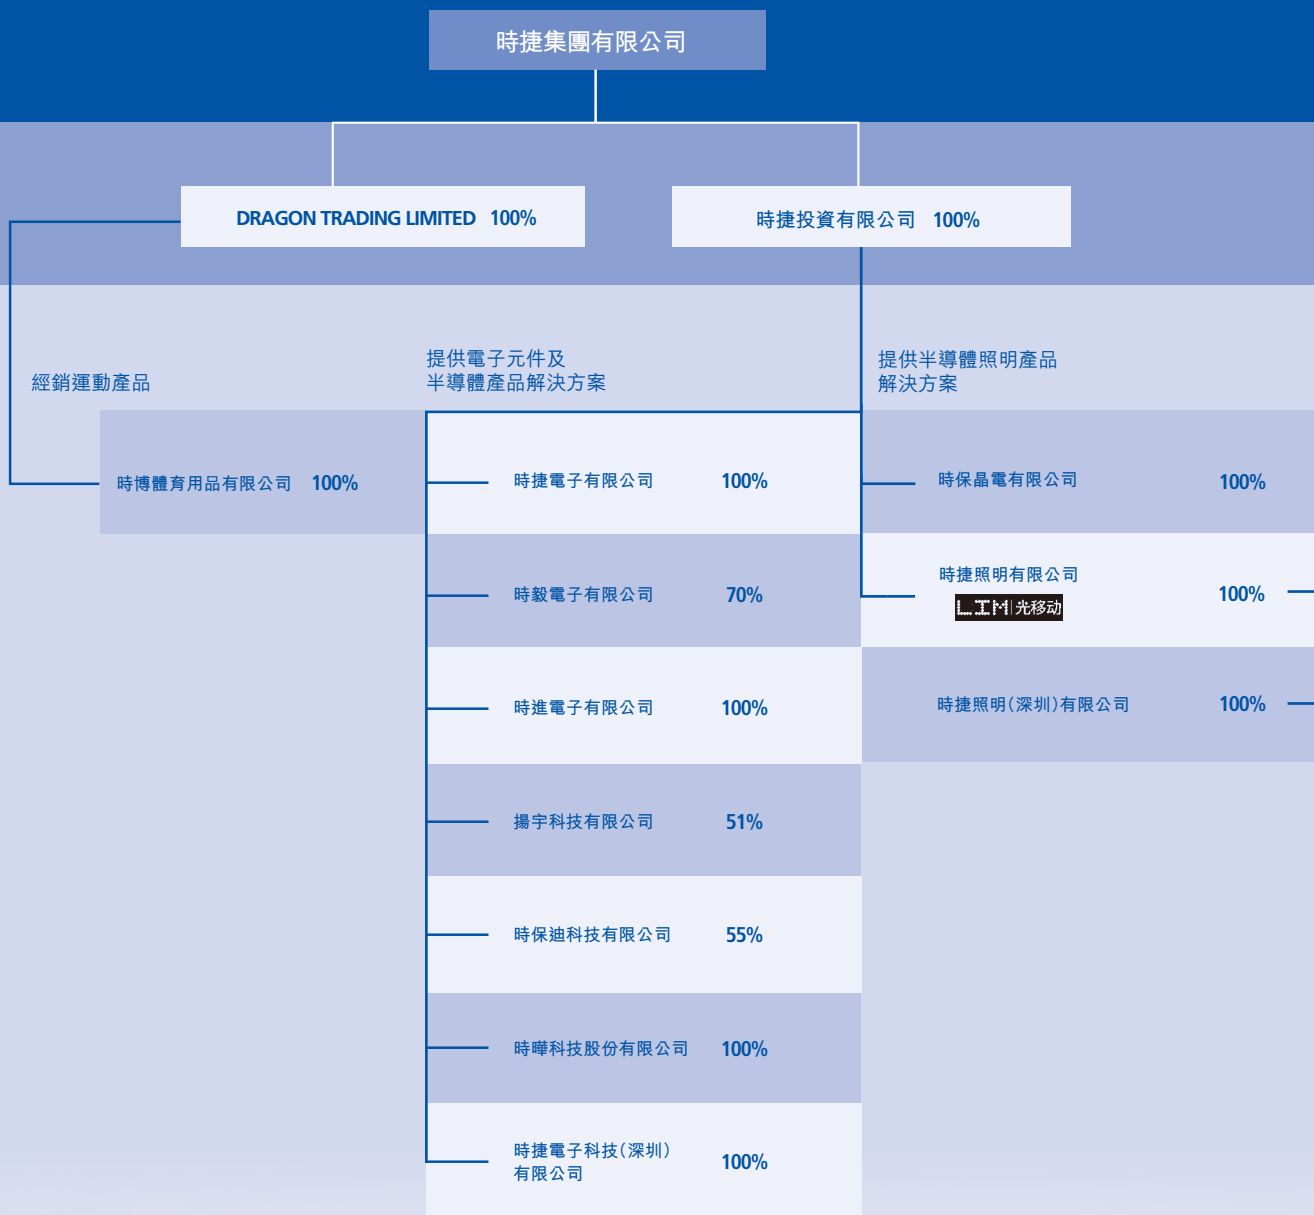 時捷集團有限公司
DRAGON TRADING LIMITED 100%
時捷投資有限公司 100%
經銷運動產品
時博體育用品有限公司 100%
提供電子元件及
半導體產品解決方案
時捷電子有限公司 100%
時毅電子有限公司 70%
時進電子有限公司 100%
揚宇科技有限公司 51%
時保迪科技有限公司 55%
時曄科技股份有限公司 100%
時捷電子科技(深圳)
有限公司 100%
提供半導體照明產品
解決方案
時保晶電有限公司 100%
時捷照明有限公司 100%
LIM 光移动
時捷照明(深圳)有限公司 100%